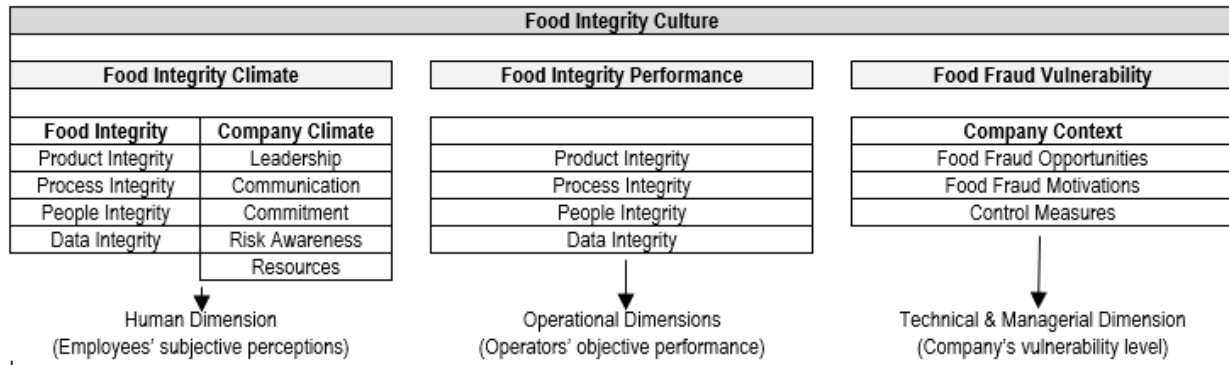 Food Integrity Culture
Food Integrity Climate
Food Integrity Performance
Food Fraud Vulnerability
Food Integrity
Company Climate
Product Integrity
Leadership
Process Integrity
Communication
People Integrity
Commitment
Data Integrity
Risk Awareness
Resources
Product Integrity
Process Integrity
People Integrity
Data Integrity
Company Context
Food Fraud Opportunities
Food Fraud Motivations
Control Measures
Human Dimension
(Employees' subjective perceptions)
Operational Dimensions
(Operators' objective performance)
Technical & Managerial Dimension
(Company's vulnerability level)